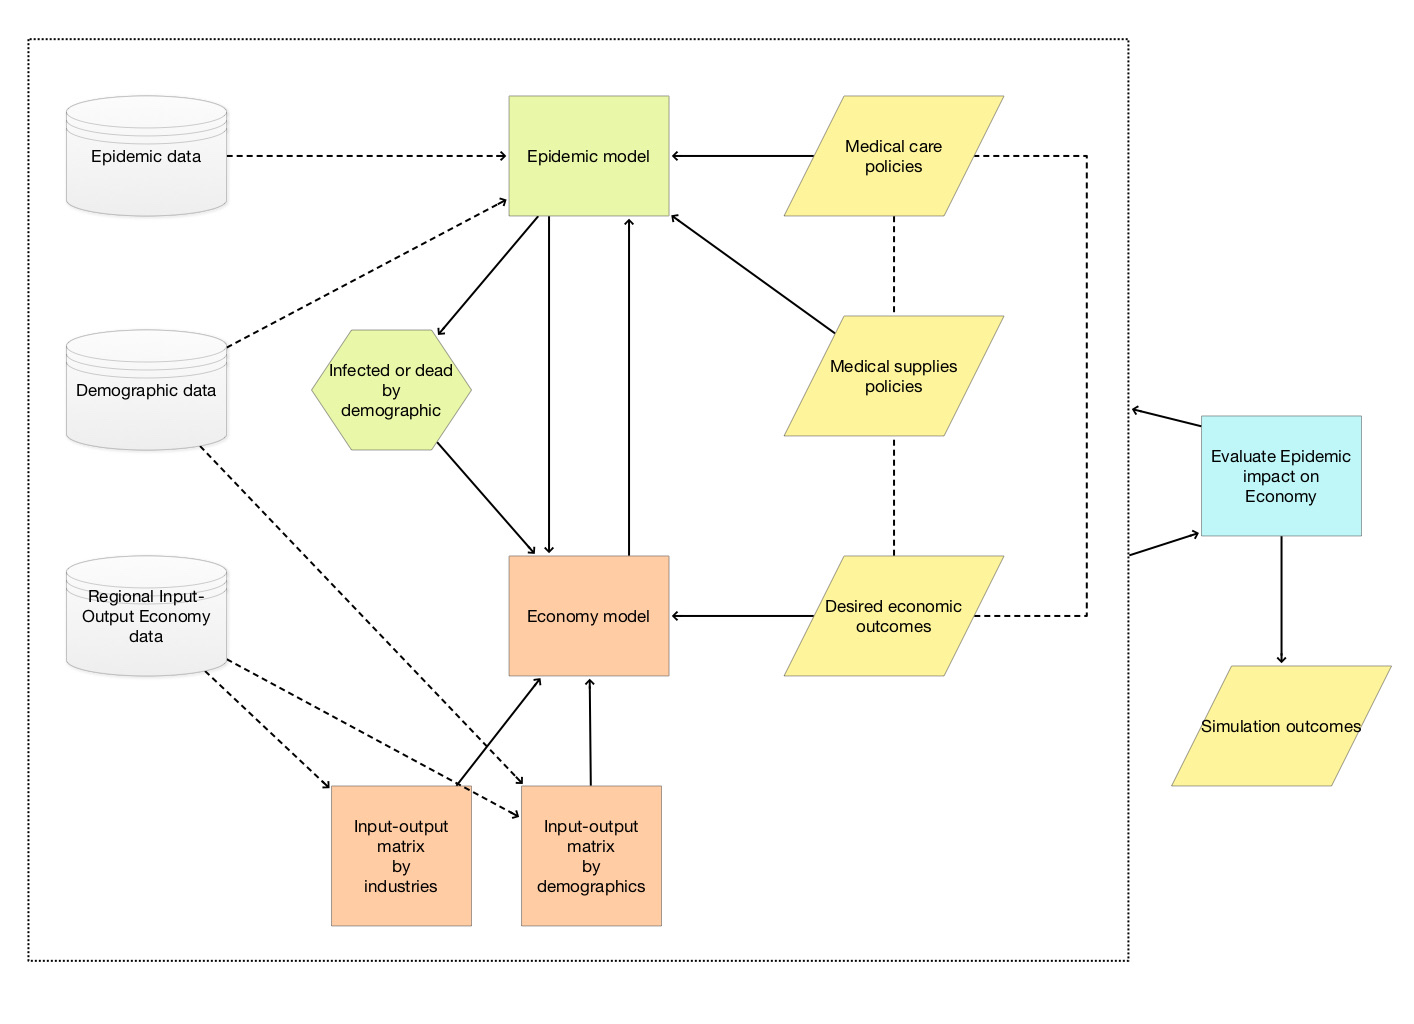 Epidemic data
Epidemic model
Medical care
policies
Demographic data
Infected or dead
by
demographic
Medical supplies
policies
Evaluate Epidemic
impact on
Economy
Regional Input-
Output Economy
data
Economy model
Desired economic
outcomes
Simulation outcomes
Input-output
matrix
by
industries
Input-output
matrix
by
demographics